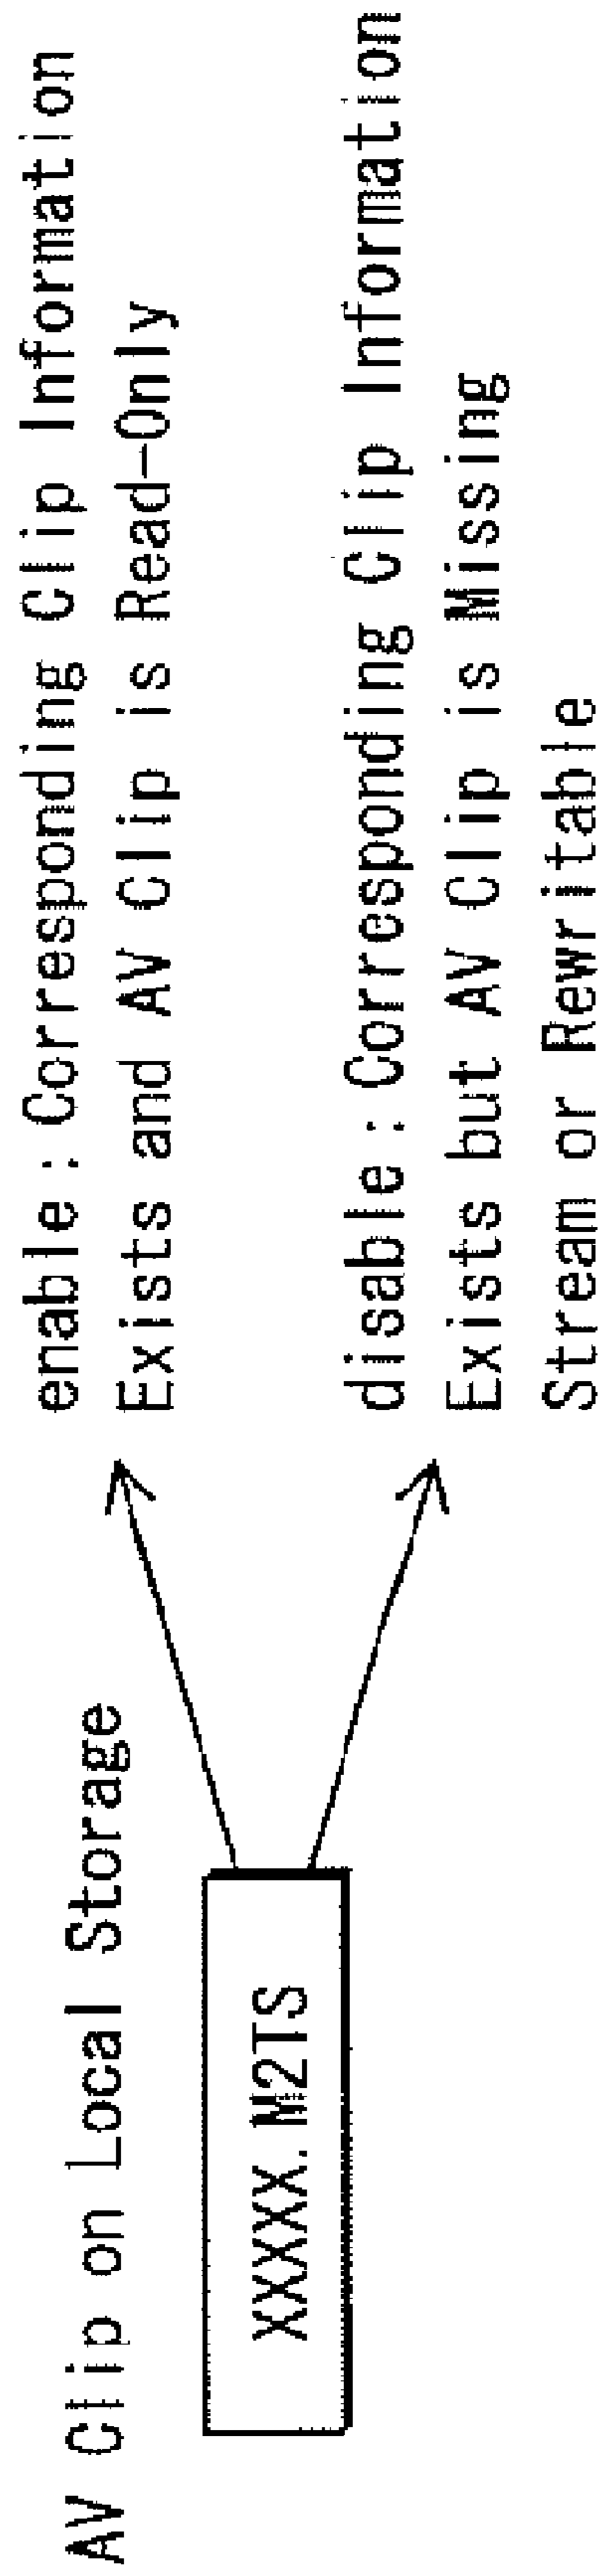 AV Clip on Local Storage
XXXXX.M2TS
enable:Corresponding Clip Information
Exists and AV Clip is Read-Only
disable:Corresponding Clip Information
Exists but AV Clip is Missing
Stream or Rewritable